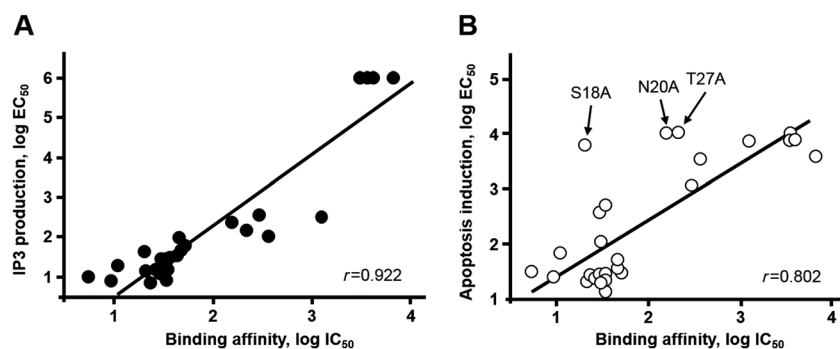 A
IP3 production, log EC50
6
5
4
3
2
1
1
2
3
4
r=0.922
Binding affinity, log IC50
B
Apoptosis induction, log EC50
5
4
3
2
1
1
2
3
4
S18A
N20A
T27A
r=0.802
Binding affinity, log IC50